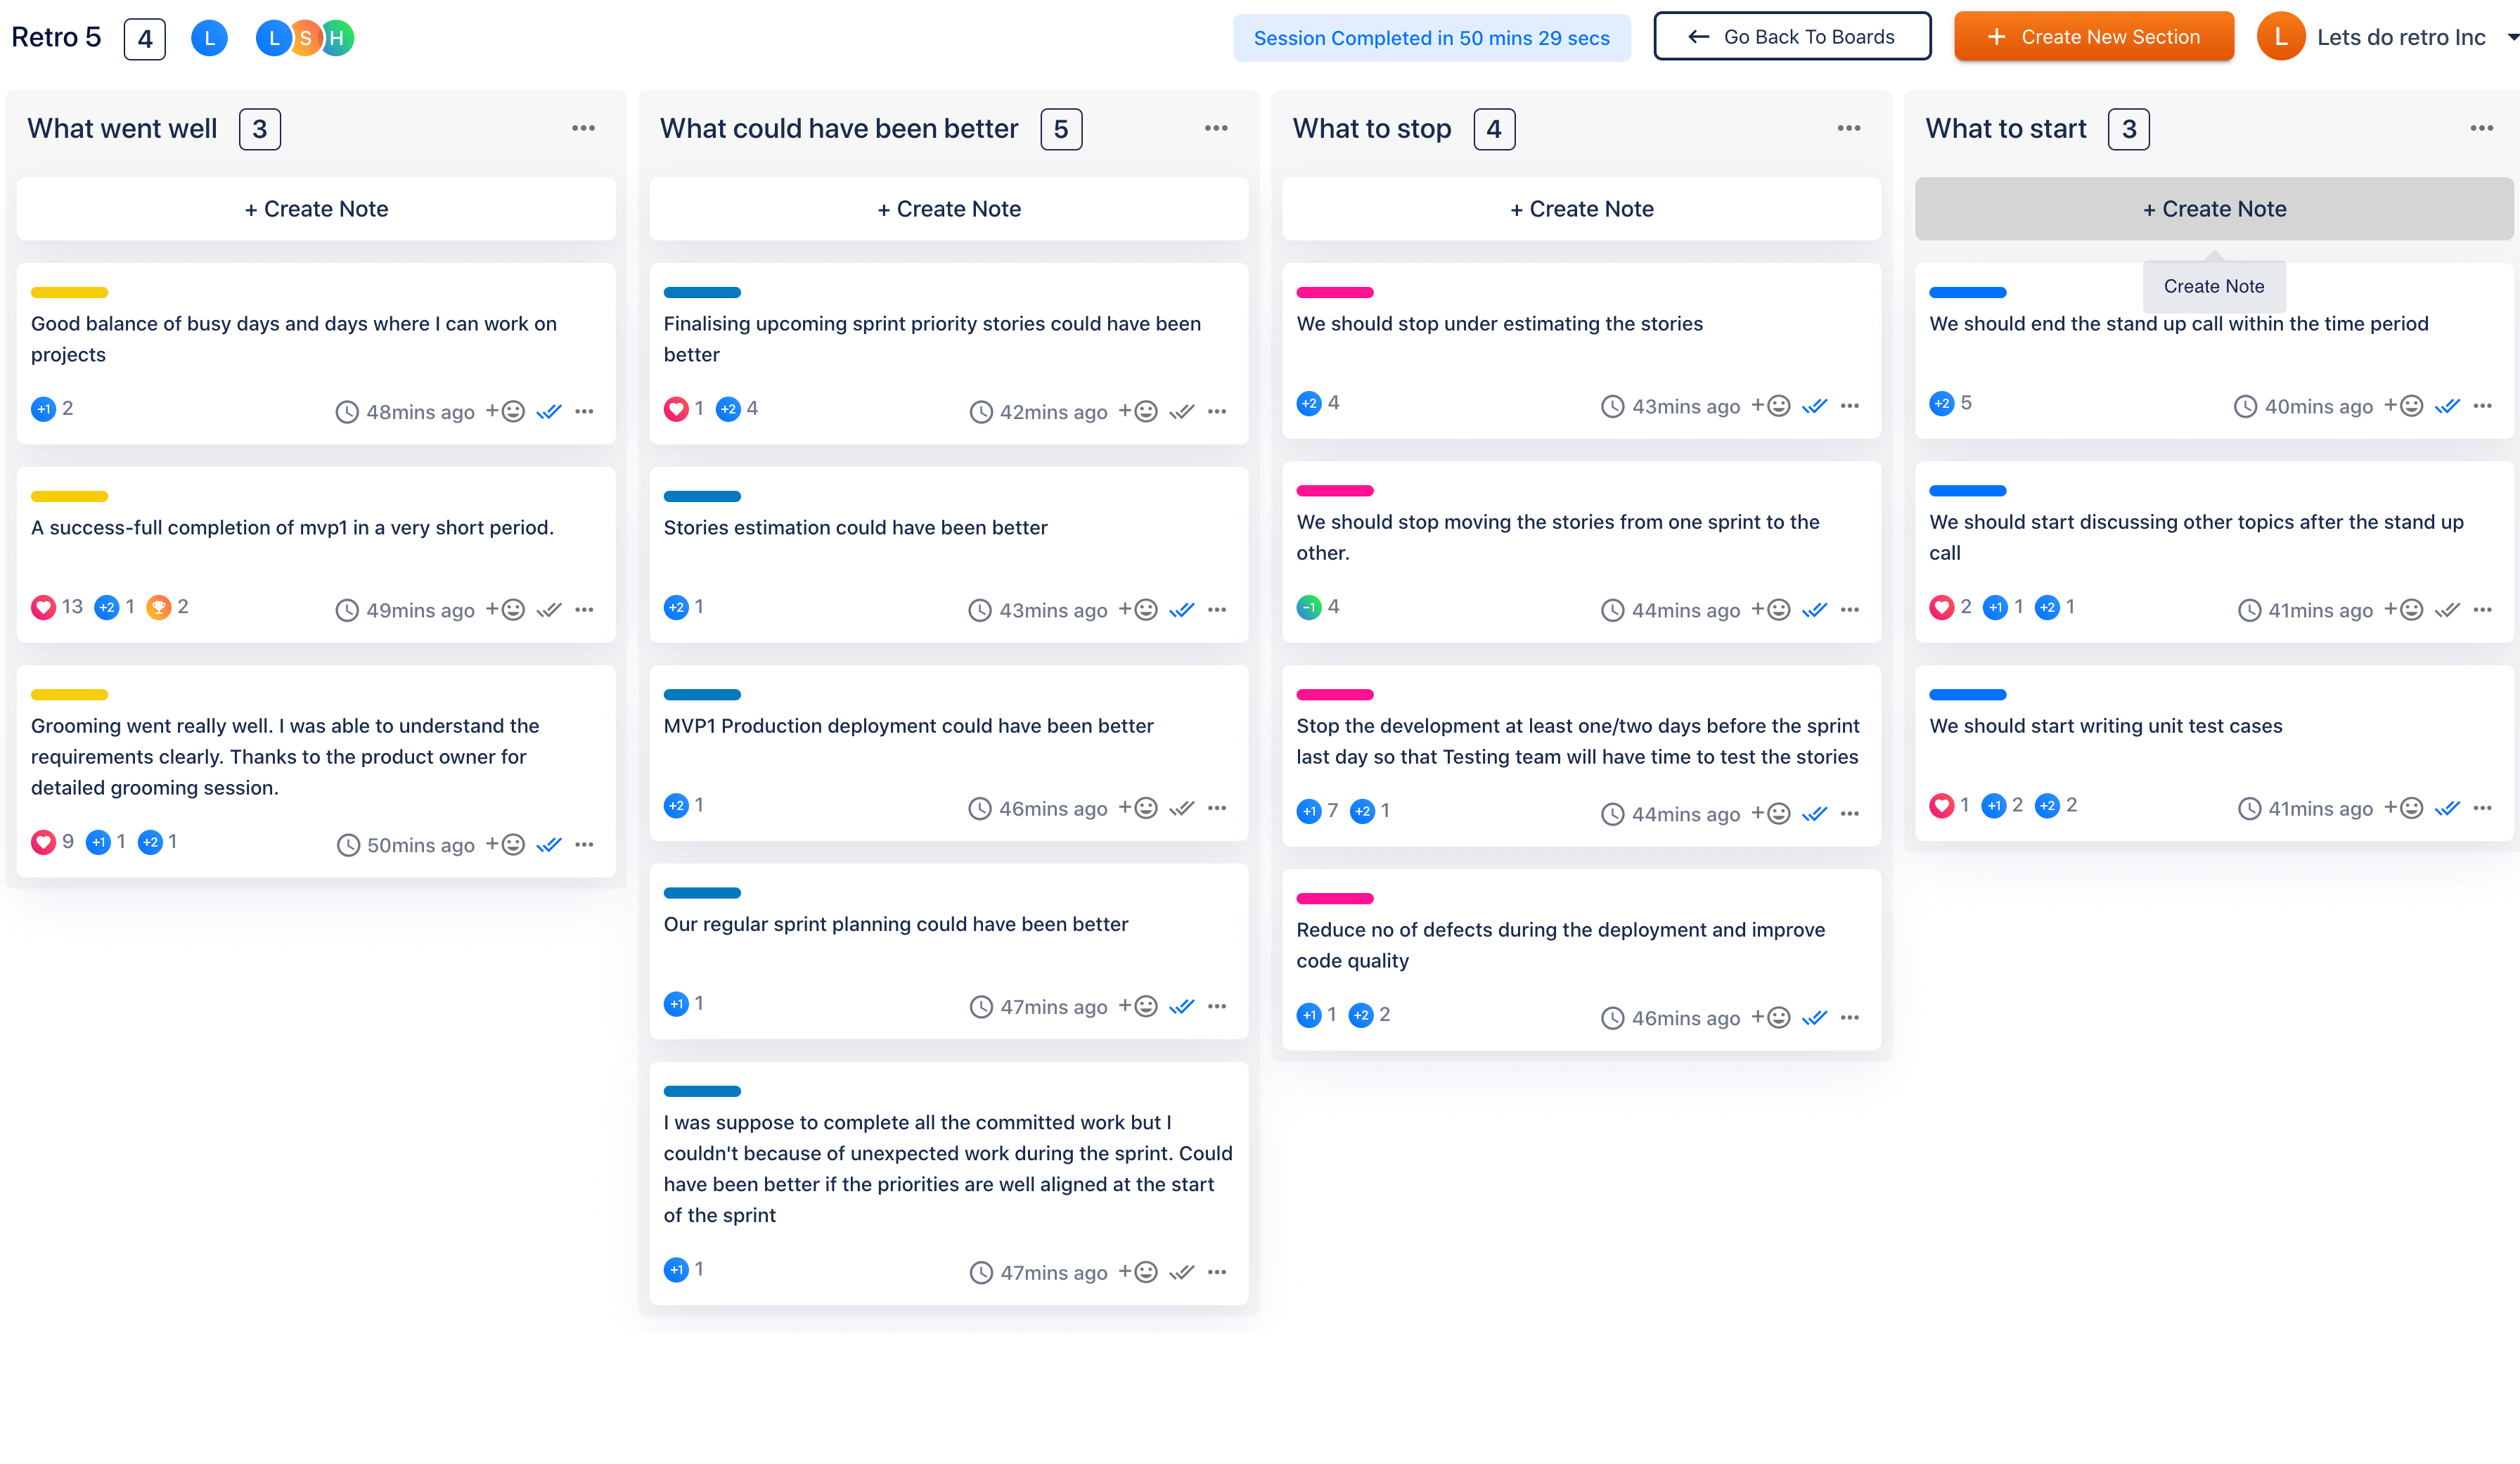 Retro 5 4 L L S H Session Completed in 50 mins 29 secs Go Back To Boards + Create New Section L Lets do retro Inc
What went well 3
+ Create Note
Good balance of busy days and days where I can work on
projects
+1 2 48mins ago
A success-full completion of mvp1 in a very short period.
13 +2 1 2 49mins ago
Grooming went really well. I was able to understand the
requirements clearly. Thanks to the product owner for
detailed grooming session.
9 +1 1 +2 1 50mins ago
What could have been better 5
+ Create Note
Finalising upcoming sprint priority stories could have been
better
1 +2 4 42mins ago
Stories estimation could have been better
+2 1 43mins ago
MVP1 Production deployment could have been better
+2 1 46mins ago
Our regular sprint planning could have been better
+1 1 47mins ago
I was suppose to complete all the committed work but I
couldn't because of unexpected work during the sprint. Could
have been better if the priorities are well aligned at the start
of the sprint
+1 1 47mins ago
What to stop 4
+ Create Note
We should stop under estimating the stories
+2 4 43mins ago
We should stop moving the stories from one sprint to the
other.
-1 4 44mins ago
Stop the development at least one/two days before the sprint
last day so that Testing team will have time to test the stories
+1 7 +2 1 44mins ago
Reduce no of defects during the deployment and improve
code quality
+1 1 +2 2 46mins ago
What to start 3
+ Create Note
Create Note
We should end the stand up call within the time period
+2 5 40mins ago
We should start discussing other topics after the stand up
call
2 +1 1 +2 1 41mins ago
We should start writing unit test cases
1 +1 2 +2 2 41mins ago